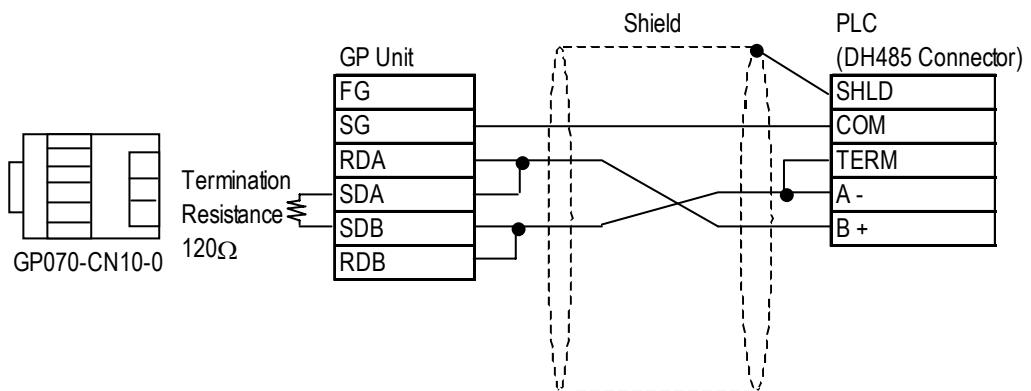 Shield
PLC
(DH485 Connector)
GP Unit
FG
SG
RDA
SDA
SDB
RDB
SHLD
COM
TERM
A -
B +
Termination
Resistance
120Ω
GP070-CN10-0